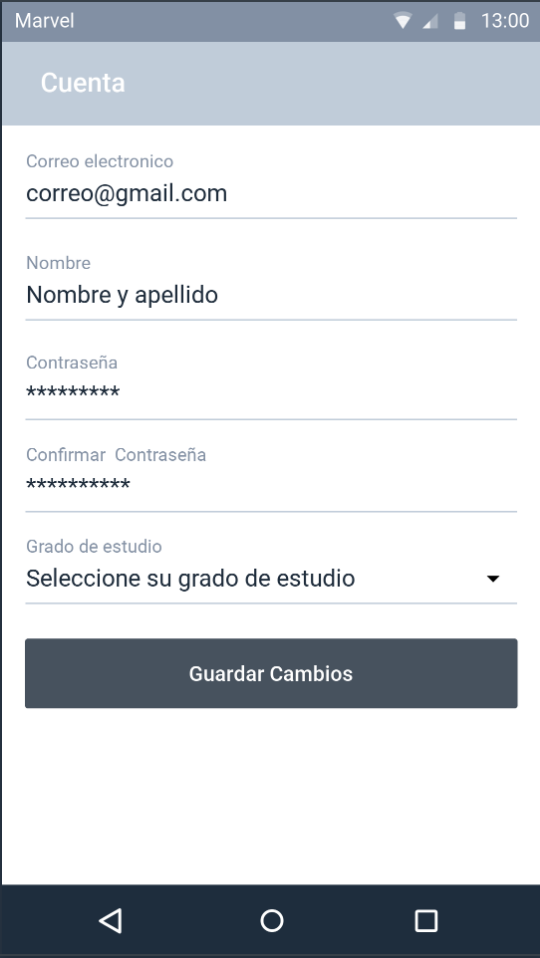 Marvel 13:00
Cuenta
Correo electronico
correo@gmail.com
Nombre
Nombre y apellido
Contraseña
*********
Confirmar  Contraseña
**********
Grado de estudio
Seleccione su grado de estudio
Guardar Cambios